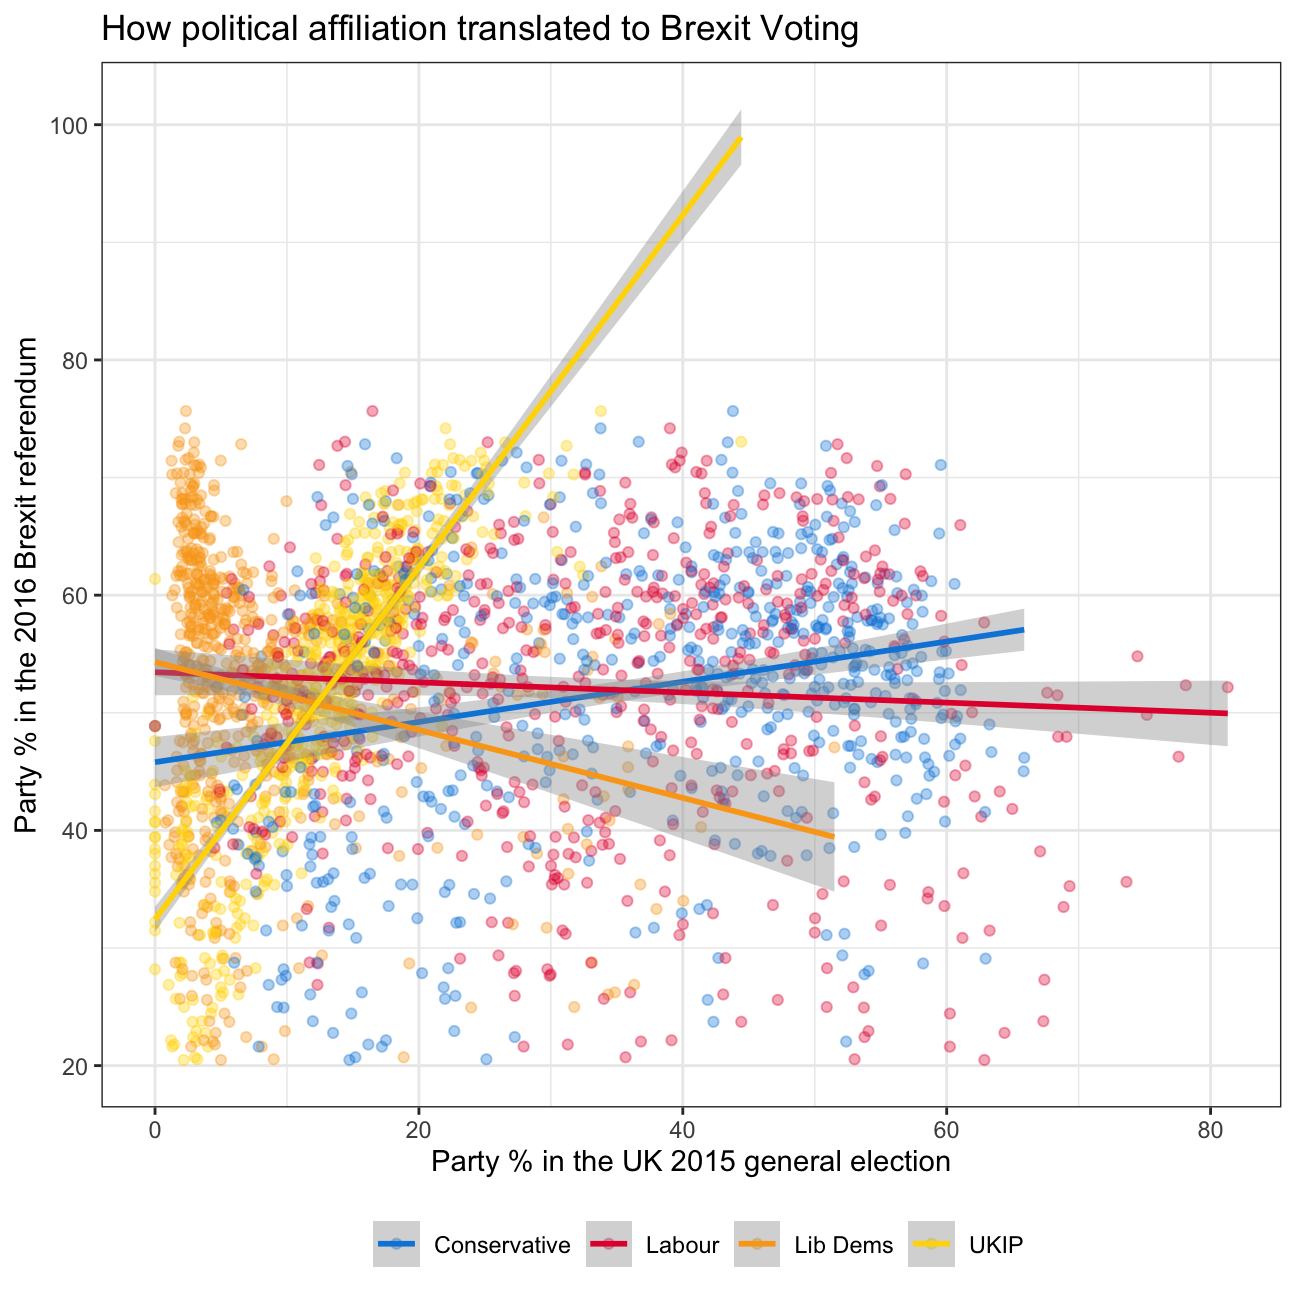 How political affiliation translated to Brexit Voting
100
80
60
40
20
Party % in the 2016 Brexit referendum
0 20 40 60 80
Party % in the UK 2015 general election
Conservative Labour Lib Dems UKIP